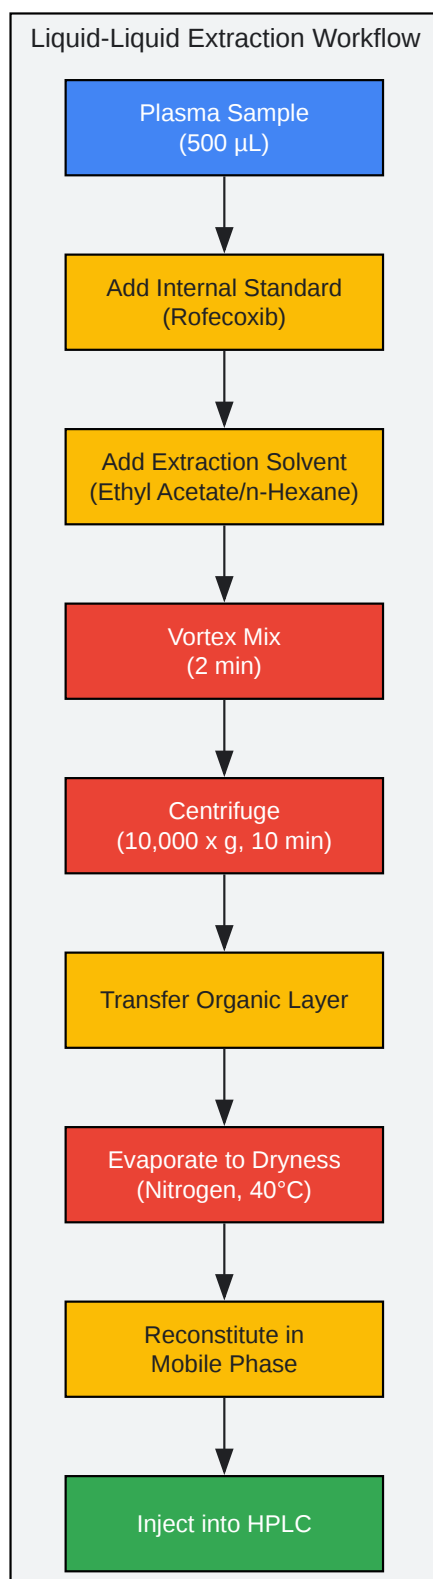 Liquid-Liquid Extraction Workflow
Plasma Sample
(500 µL)
Add Internal Standard
(Rofecoxib)
Add Extraction Solvent
(Ethyl Acetate/n-Hexane)
Vortex Mix
(2 min)
Centrifuge
(10,000 x g, 10 min)
Transfer Organic Layer
Evaporate to Dryness
(Nitrogen, 40°C)
Reconstitute in
Mobile Phase
Inject into HPLC